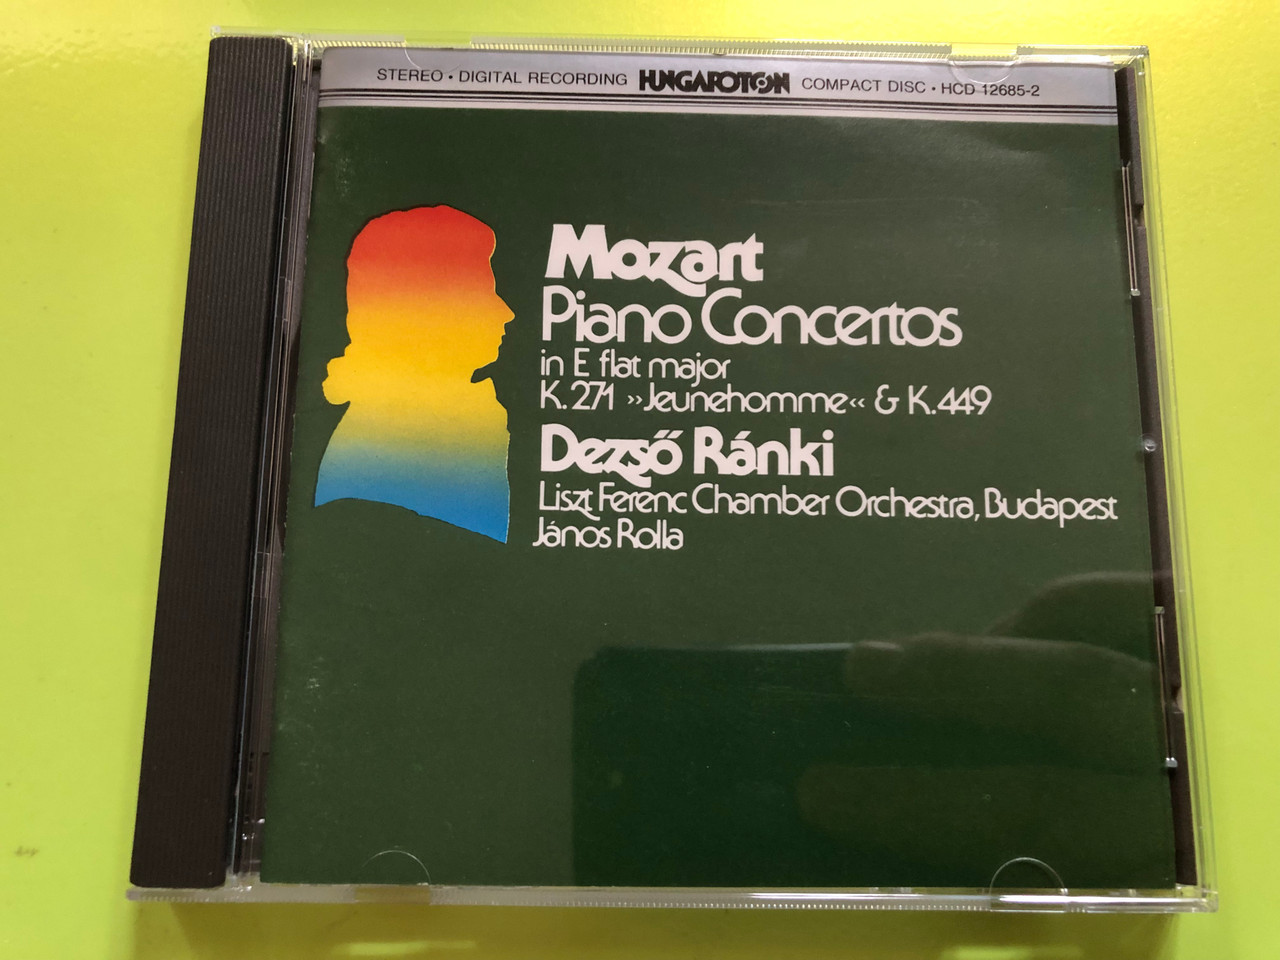 STEREO • DIGITAL RECORDING HUNGAROTON COMPACT DISC • HCD 12685-2
Mozart
Piano Concertos
in E flat major
K. 271 »Jeunehomme« & K. 449
Dezső Ránki
Liszt Ferenc Chamber Orchestra, Budapest
János Rolla